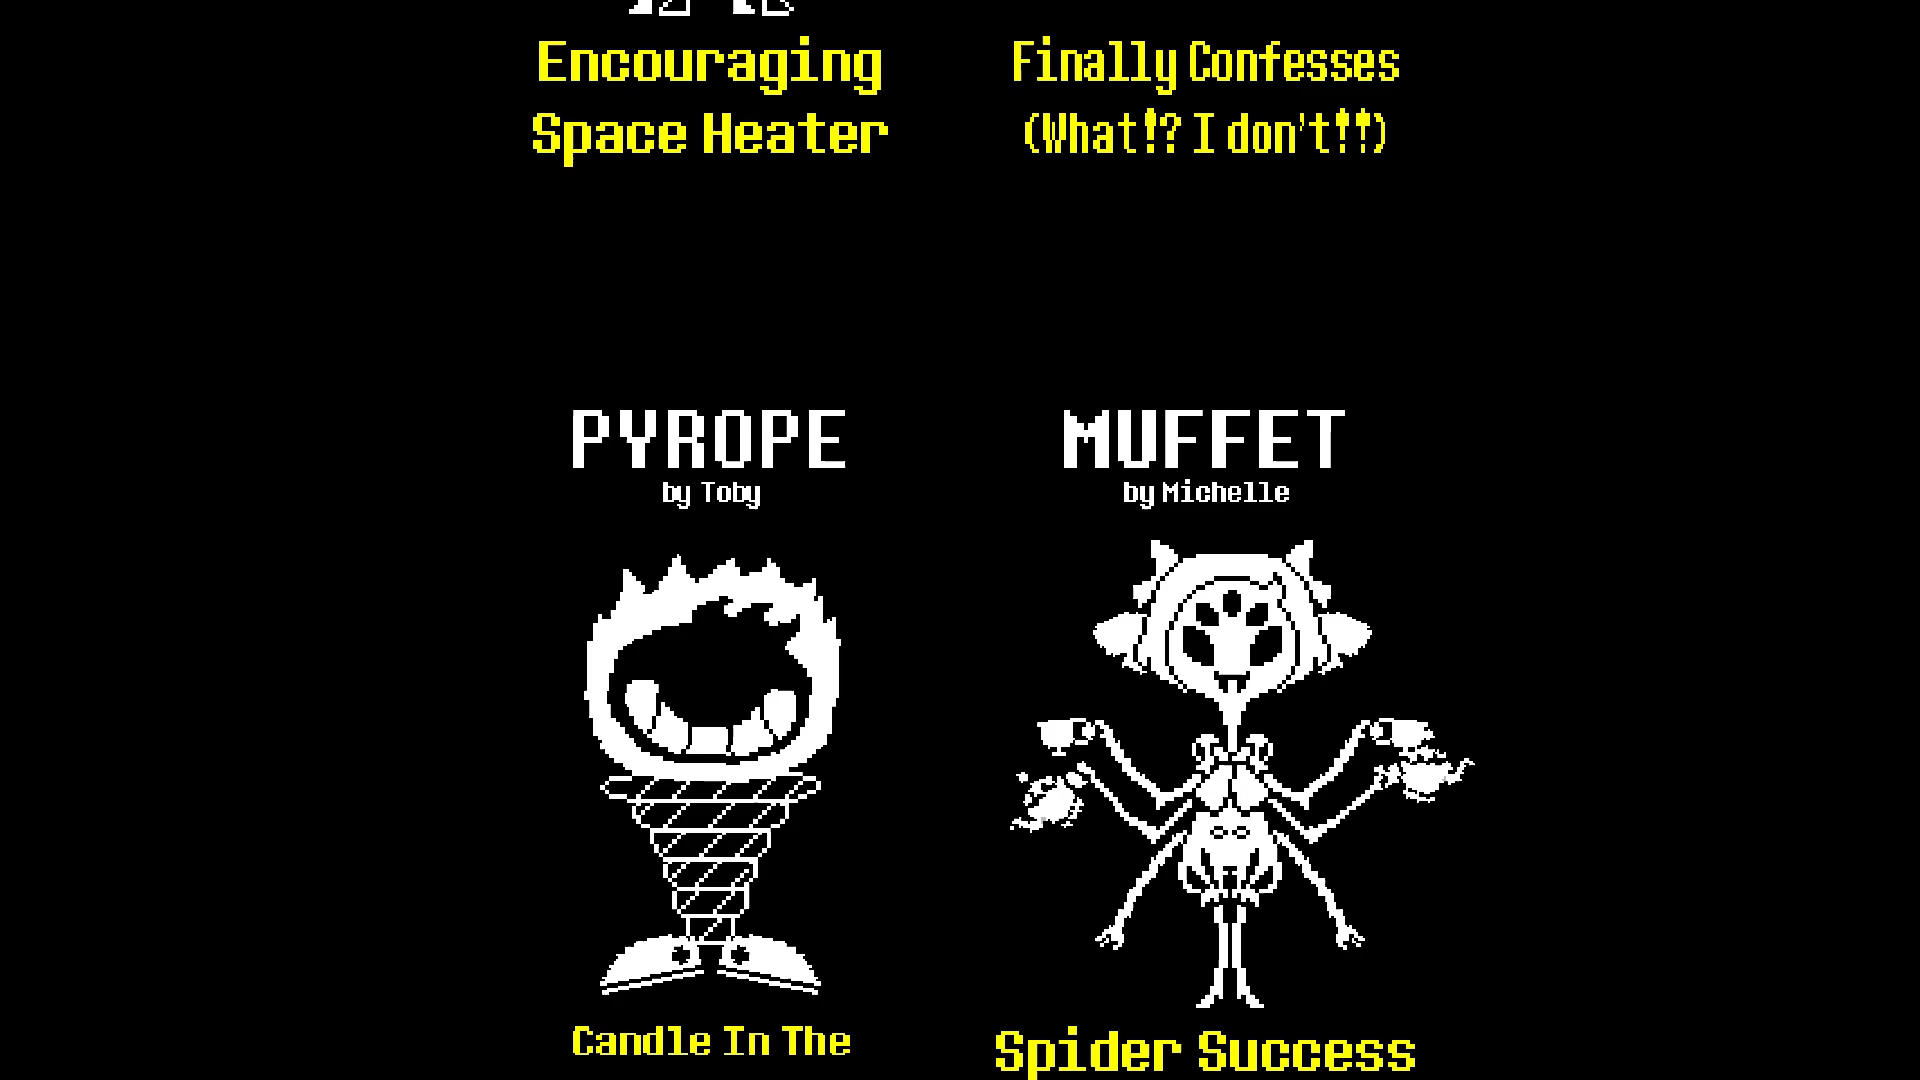 Encouraging
Space Heater
Finally Confesses
(What!? I don't!!)
PYROPE
by Toby
MUFFET
by Michelle
Candle In The
Spider Success